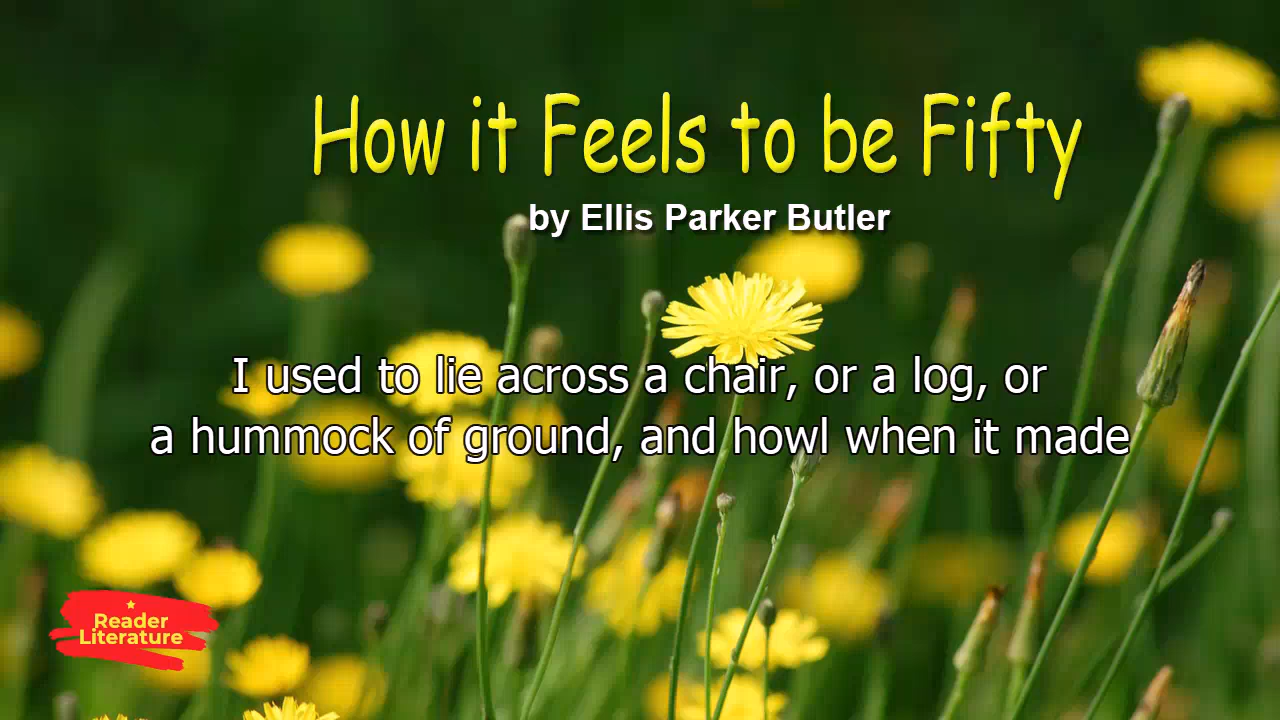 How it Feels to be Fifty
by Ellis Parker Butler
I used to lie across a chair, or a log, or
a hummock of ground, and howl when it made
Reader
Literature